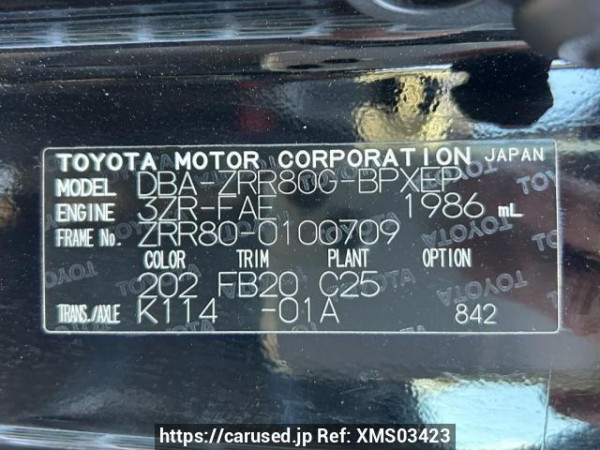 TOYOTA MOTOR CORPORATION JAPAN
MODEL DBA-ZRR80G-BPXEP
ENGINE 3ZR-FAE 1986 mL
FRAME No. ZRR80-0100709
COLOR TRIM PLANT OPTION
202 FB20 C25
TRANS./AXLE K114 -01A 842
https://carused.jp Ref: XMS03423